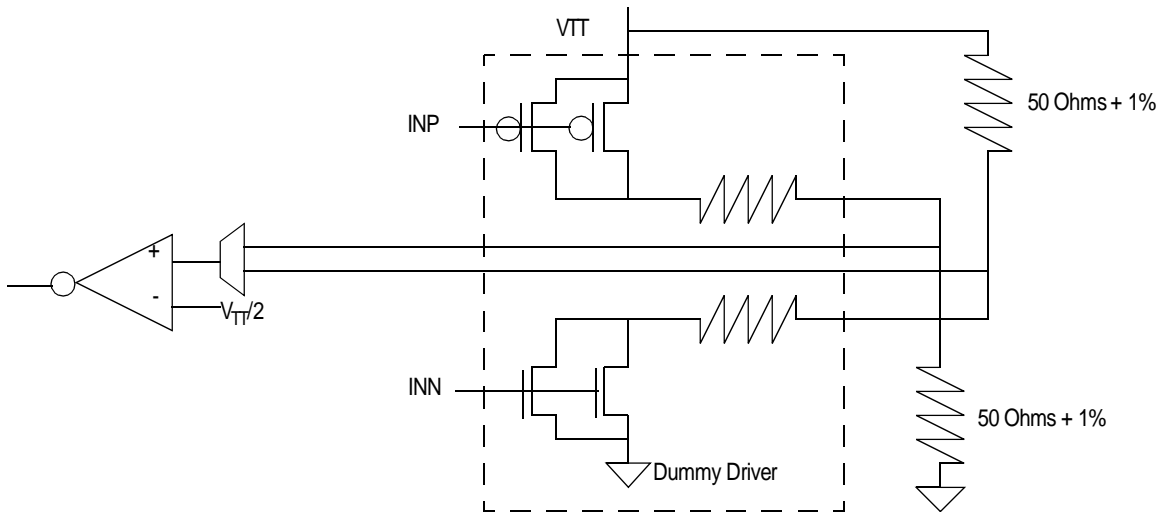 VTT
50 Ohms + 1%
INP
+
-
VTT/2
INN
50 Ohms + 1%
Dummy Driver